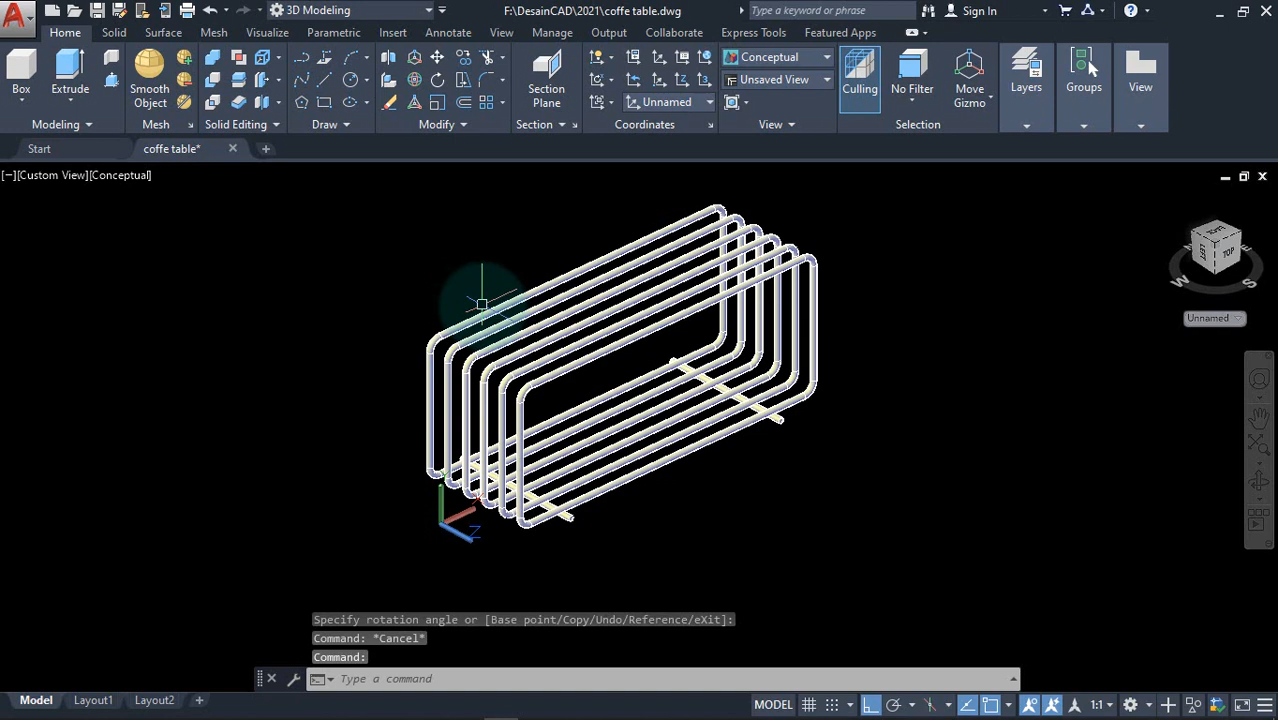 3D Modeling
F:\DesainCAD\2021\coffe table.dwg
Type a keyword or phrase
Sign In
Home
Solid
Surface
Mesh
Visualize
Parametric
Insert
Annotate
View
Manage
Output
Collaborate
Express Tools
Featured Apps
Box
Extrude
Smooth
Object
Section
Plane
Conceptual
Unsaved View
Unnamed
Culling
No Filter
Move
Gizmo
Layers
Groups
View
Modeling
Mesh
Solid Editing
Draw
Modify
Section
Coordinates
View
Selection
Start
coffe table*
[−][Custom View][Conceptual]
TOP
W
S
E
Unnamed
Z
Specify rotation angle or [Base point/Copy/Undo/Reference/eXit]:
Command: *Cancel*
Command:
Type a command
Model
Layout1
Layout2
MODEL
1:1